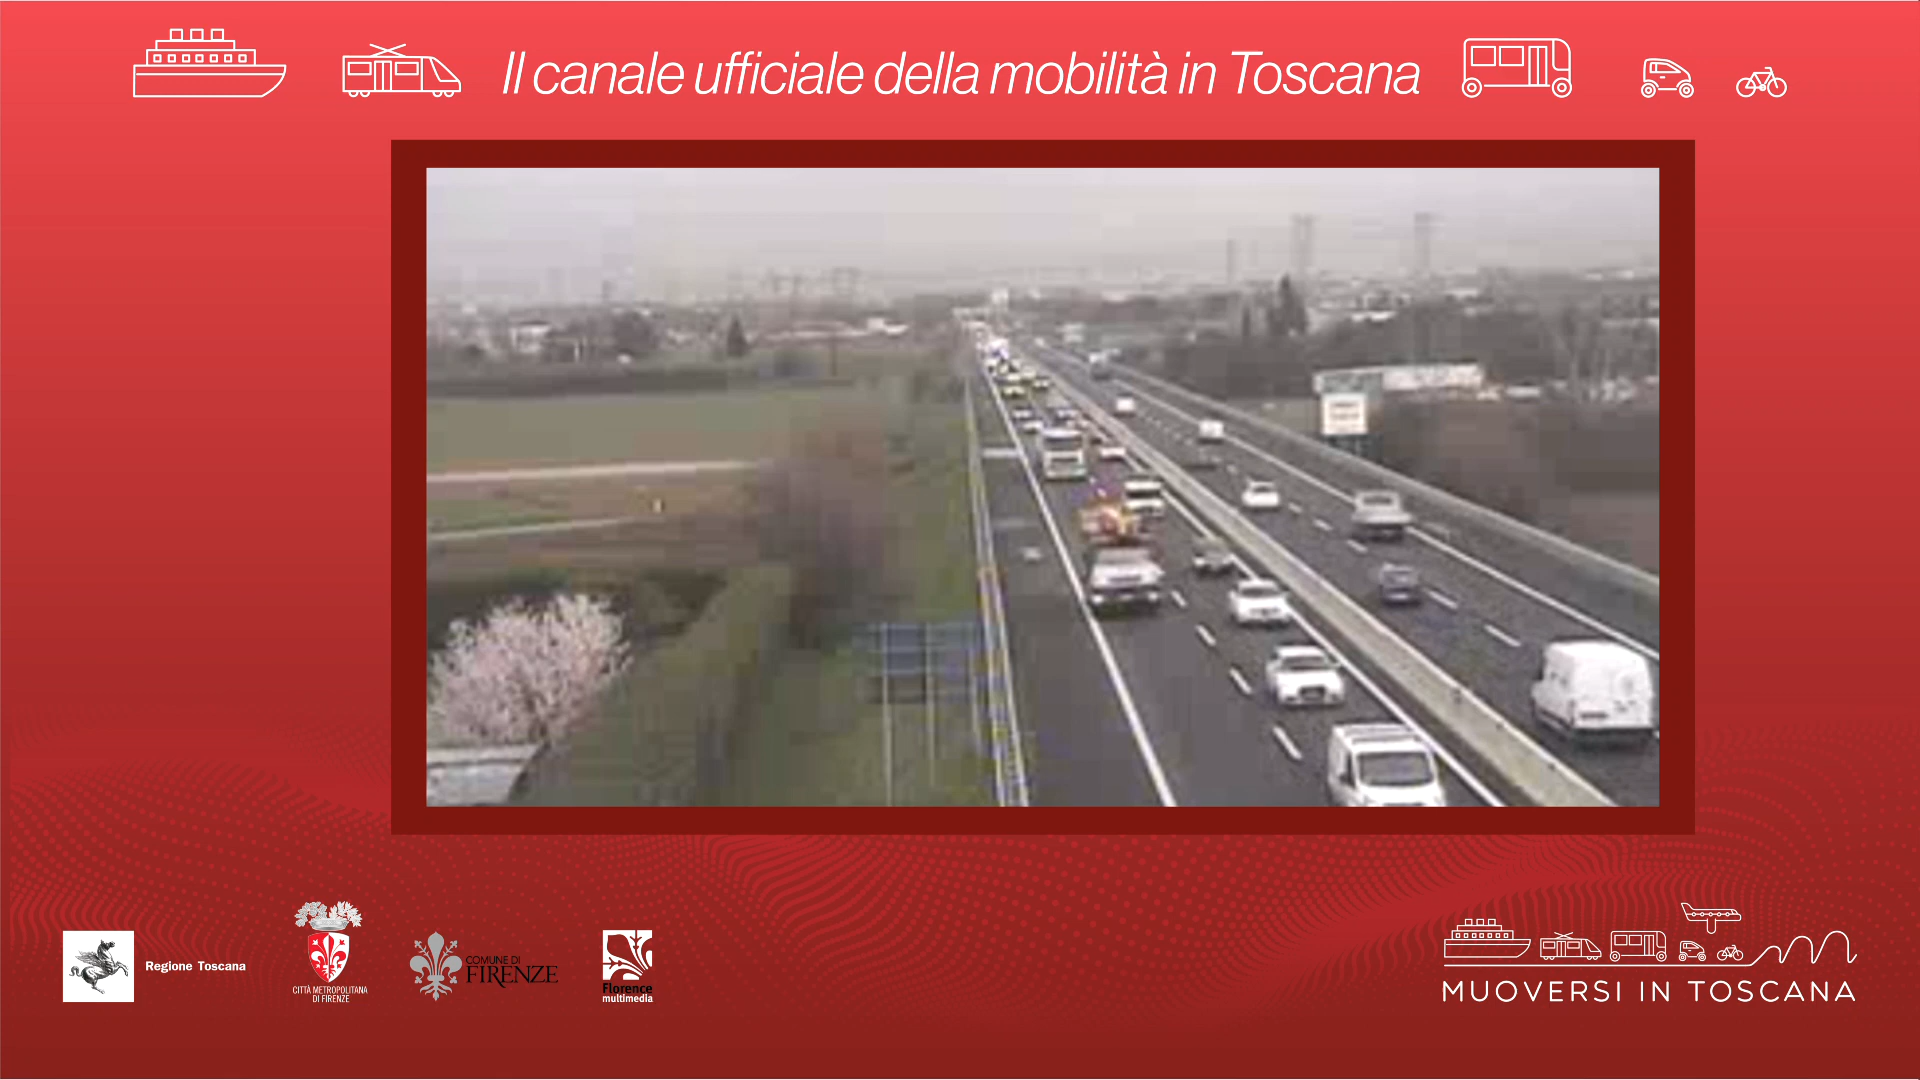 Il canale ufficiale della mobilità in Toscana
Regione Toscana
CITTÀ METROPOLITANA
DI FIRENZE
COMUNE DI
FIRENZE
Florence
multimedia
MUOVERSI IN TOSCANA